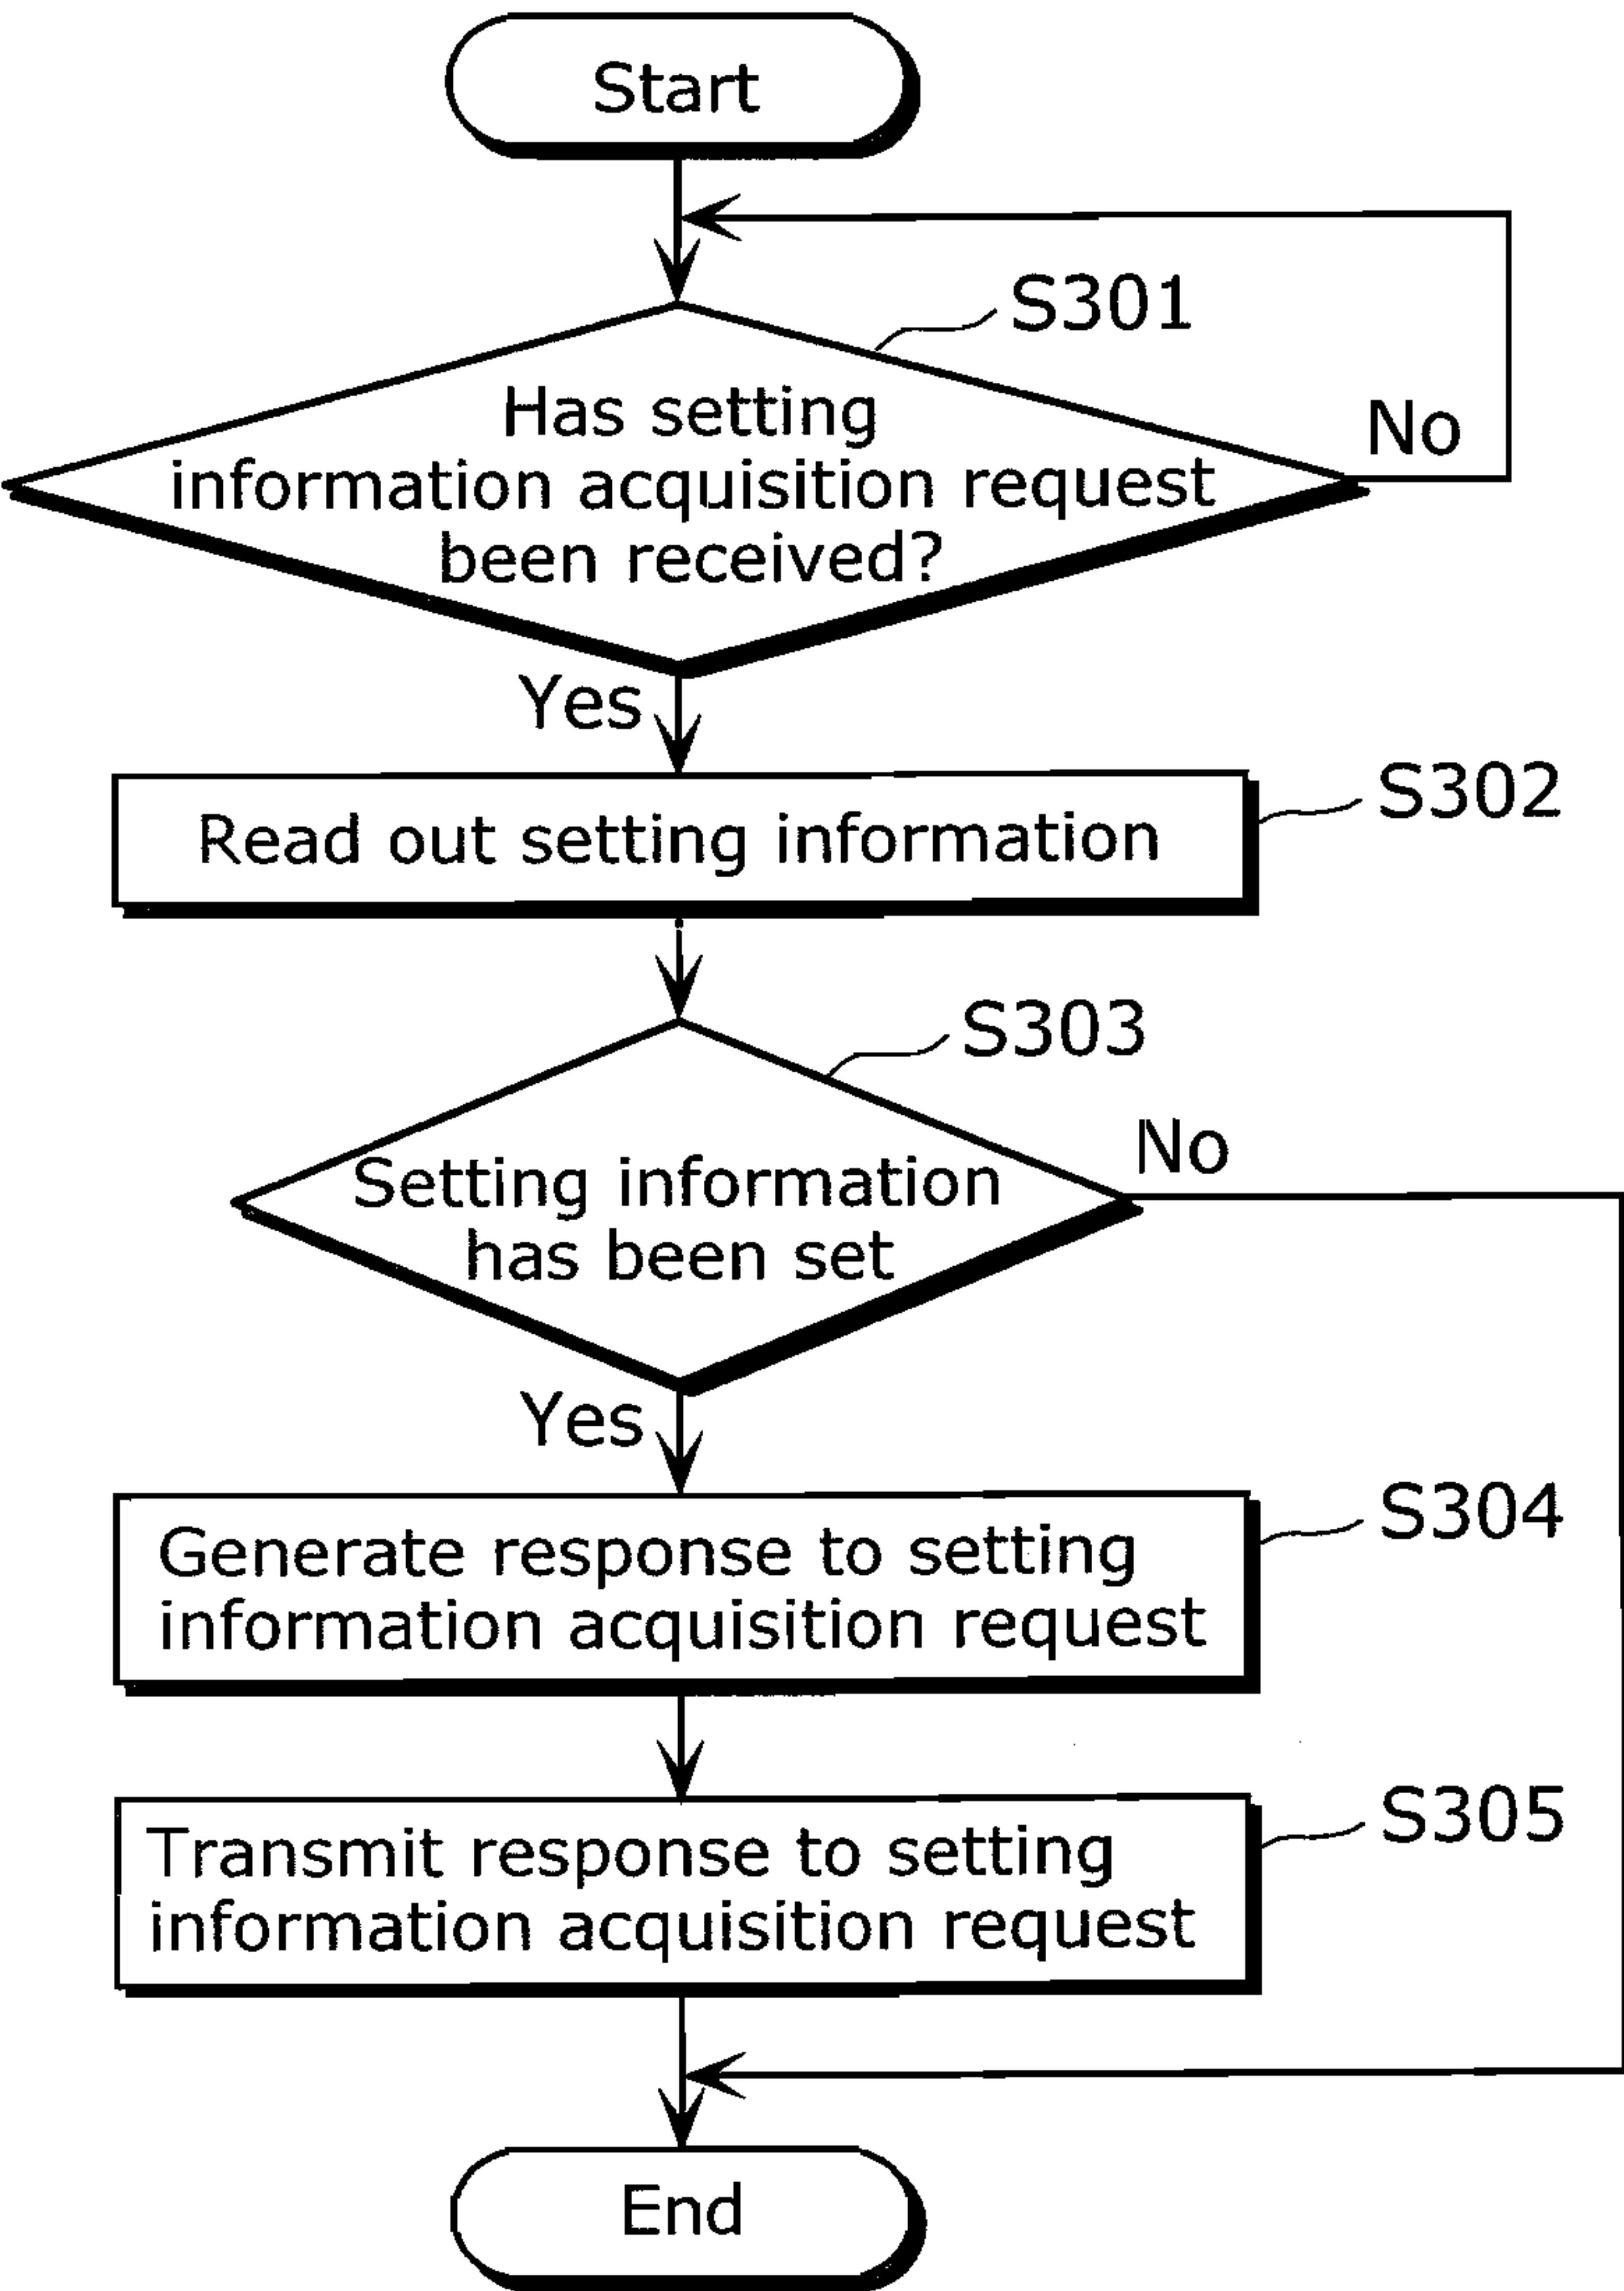 Start
S301
Has setting
information acquisition request
been received?
No
Yes
S302
Read out setting information
S303
Setting information
has been set
No
Yes
S304
Generate response to setting
information acquisition request
S305
Transmit response to setting
information acquisition request
End